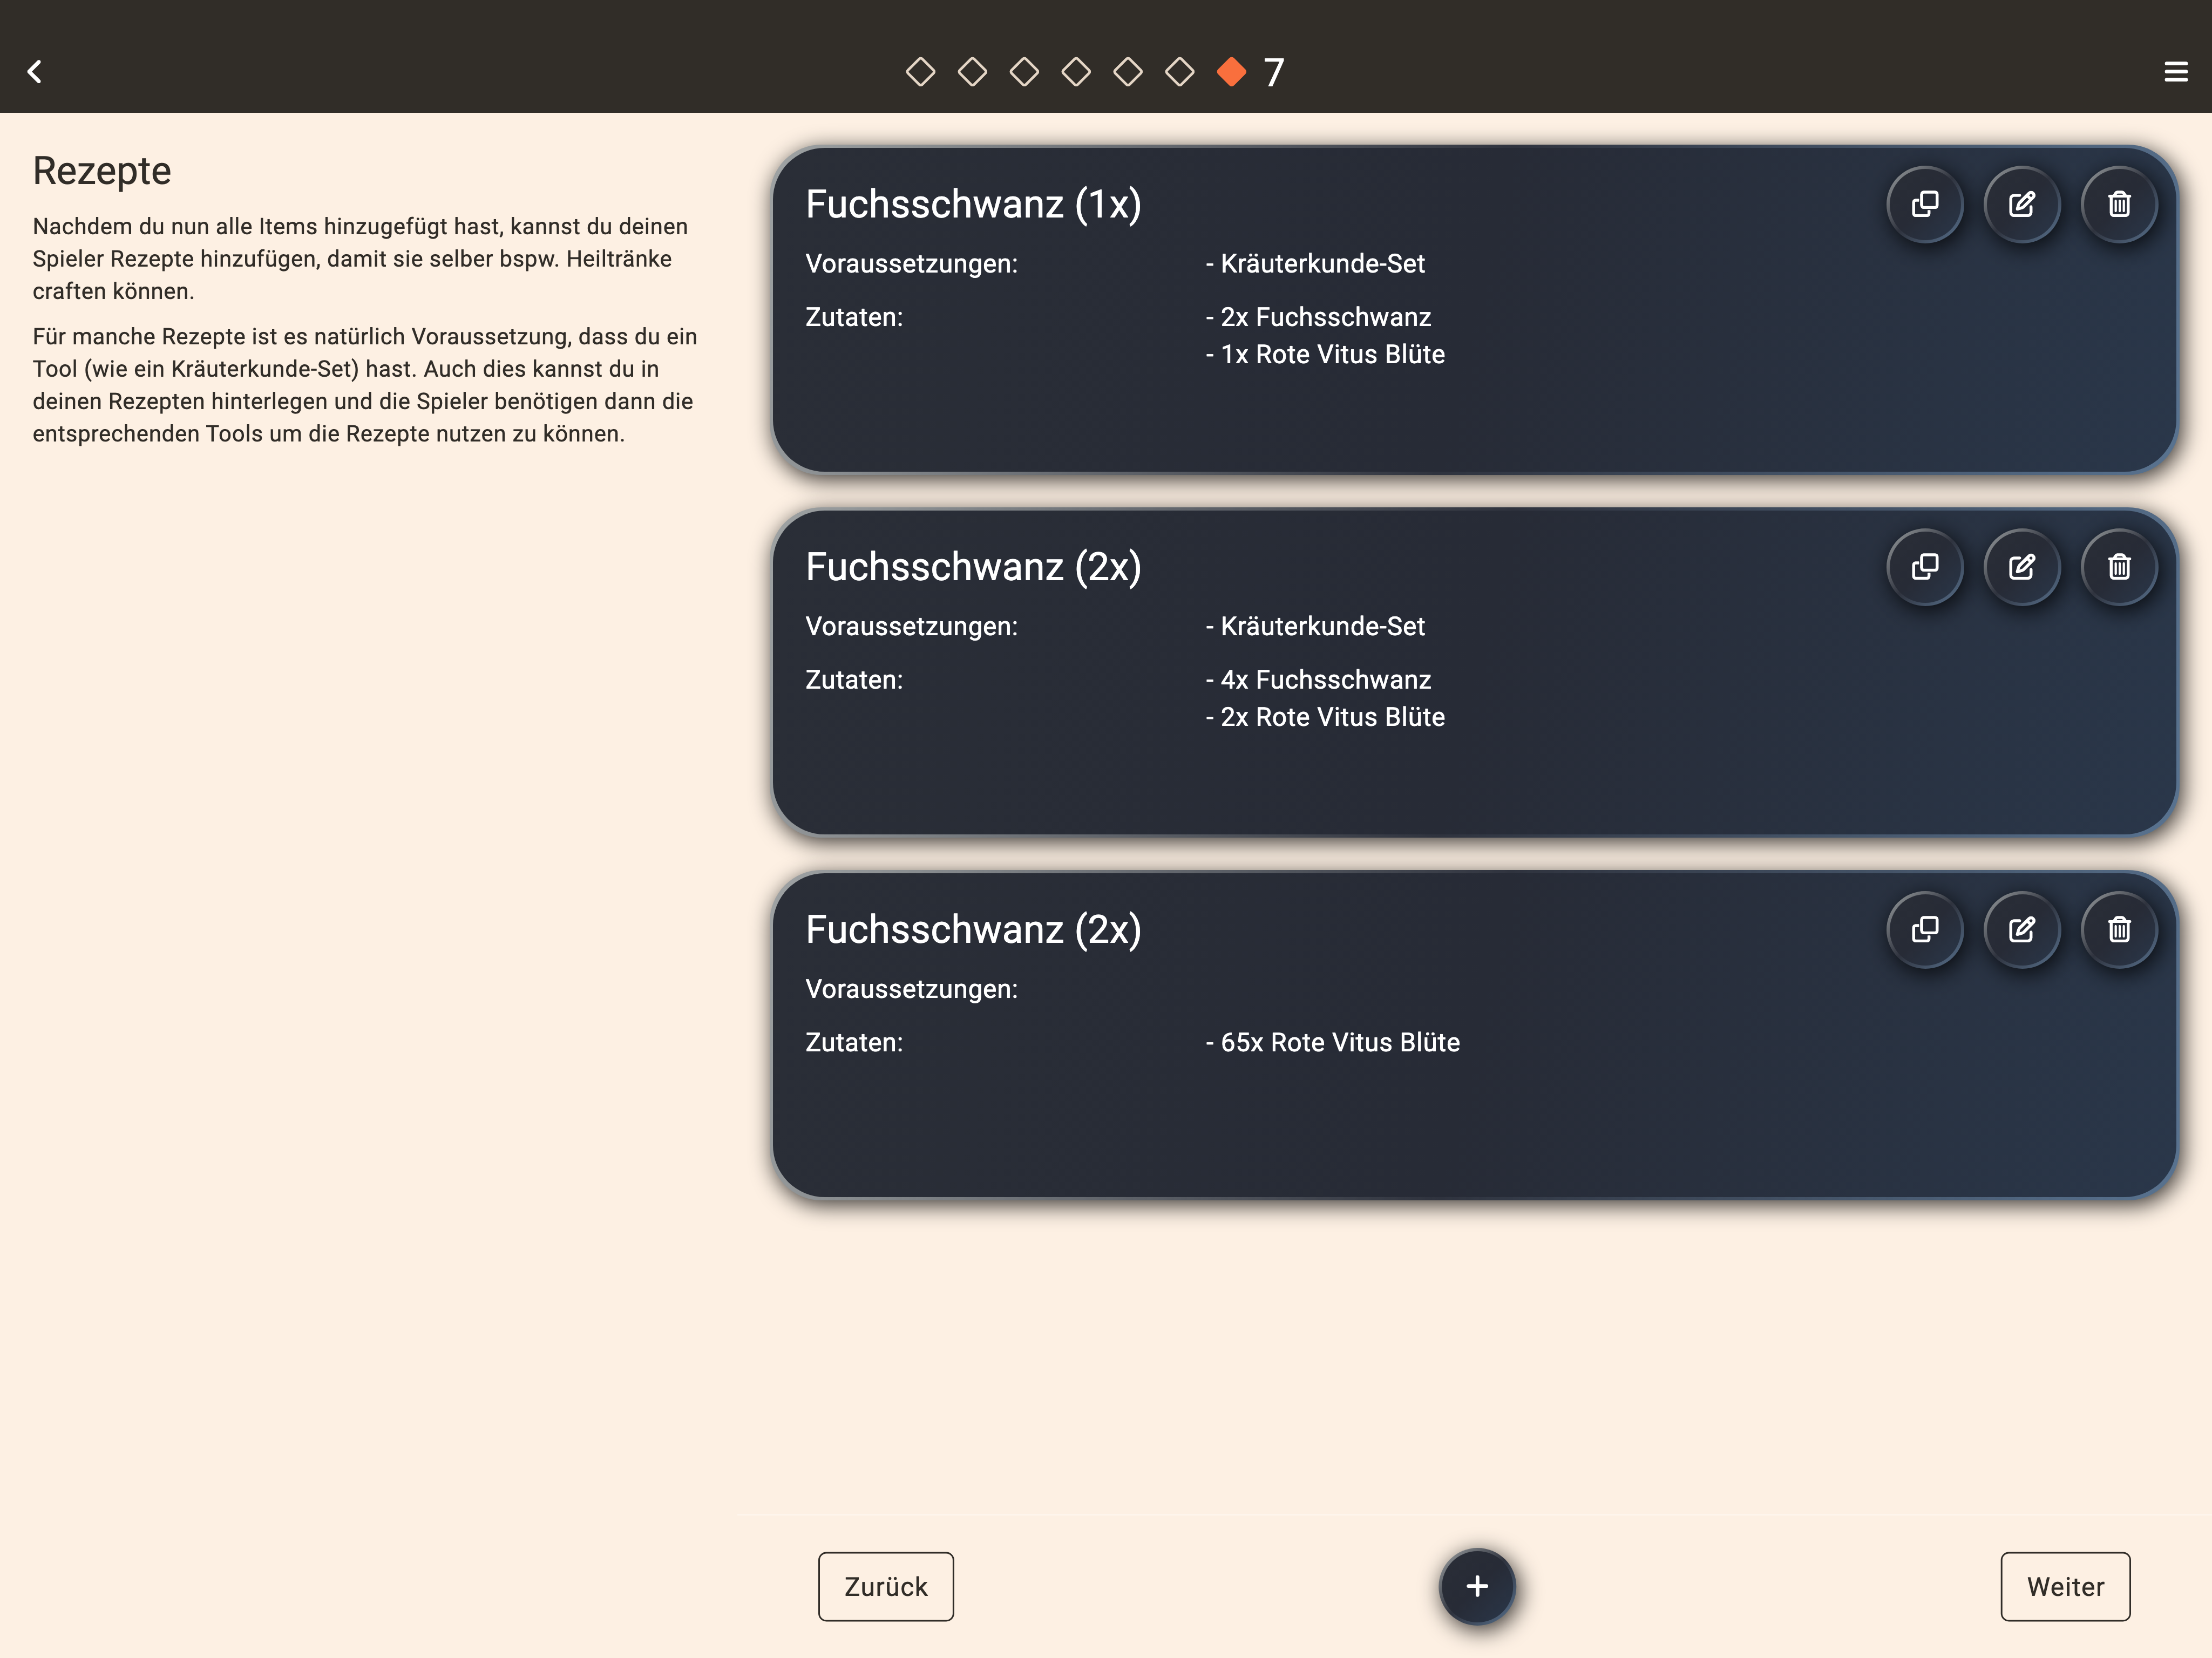 7
Rezepte
Nachdem du nun alle Items hinzugefügt hast, kannst du deinen
Spieler Rezepte hinzufügen, damit sie selber bspw. Heiltränke
craften können.
Für manche Rezepte ist es natürlich Voraussetzung, dass du ein
Tool (wie ein Kräuterkunde-Set) hast. Auch dies kannst du in
deinen Rezepten hinterlegen und die Spieler benötigen dann die
entsprechenden Tools um die Rezepte nutzen zu können.
Fuchsschwanz (1x)
Voraussetzungen: - Kräuterkunde-Set
Zutaten: - 2x Fuchsschwanz
- 1x Rote Vitus Blüte
Fuchsschwanz (2x)
Voraussetzungen: - Kräuterkunde-Set
Zutaten: - 4x Fuchsschwanz
- 2x Rote Vitus Blüte
Fuchsschwanz (2x)
Voraussetzungen:
Zutaten: - 65x Rote Vitus Blüte
Zurück + Weiter